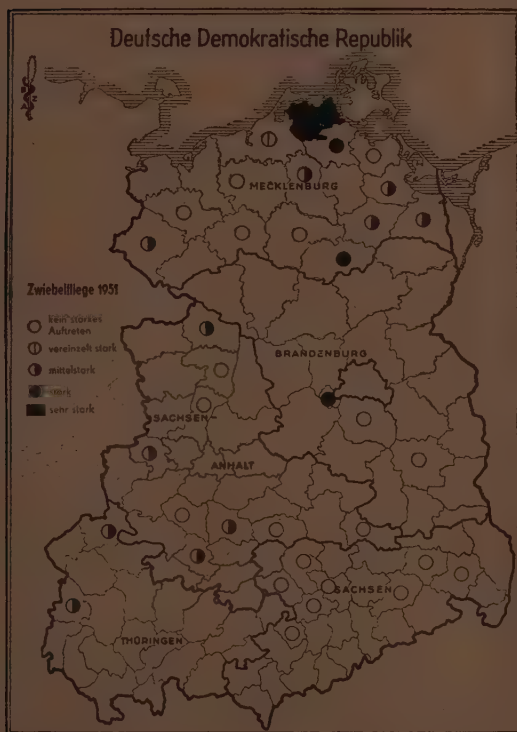 Deutsche Demokratische Republik
MECKLENBURG
Zwiebelfliege 1951
kein starkes
Auftreten
vereinzelt stark
mittelstark
stark
sehr stark
BRANDENBURG
SACHSEN-
ANHALT
SACHSEN
THÜRINGEN